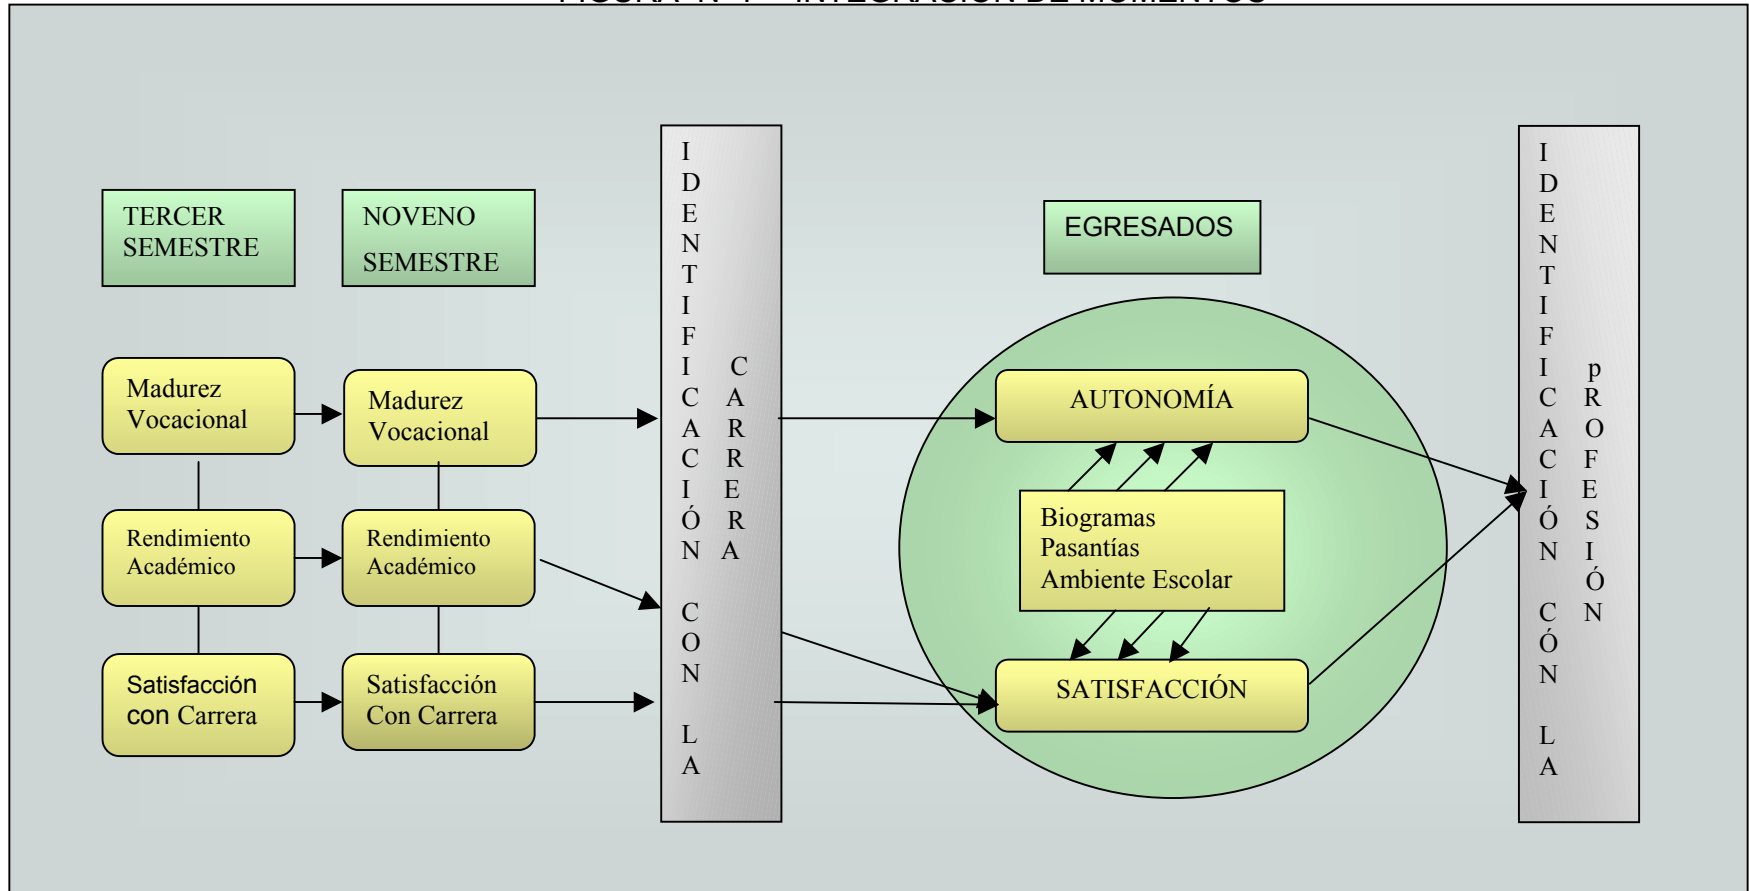 TERCER
SEMESTRE
NOVENO
SEMESTRE
Madurez
Vocacional
Madurez
Vocacional
Rendimiento
Académico
Rendimiento
Académico
Satisfacción
con Carrera
Satisfacción
Con Carrera
IDENTIFICACIÓN CON LA
CARRERA
EGRESADOS
AUTONOMÍA
Biogramas
Pasantías
Ambiente Escolar
SATISFACCIÓN
IDENTIFICACIÓN CÓN LA
pROFESIÓN